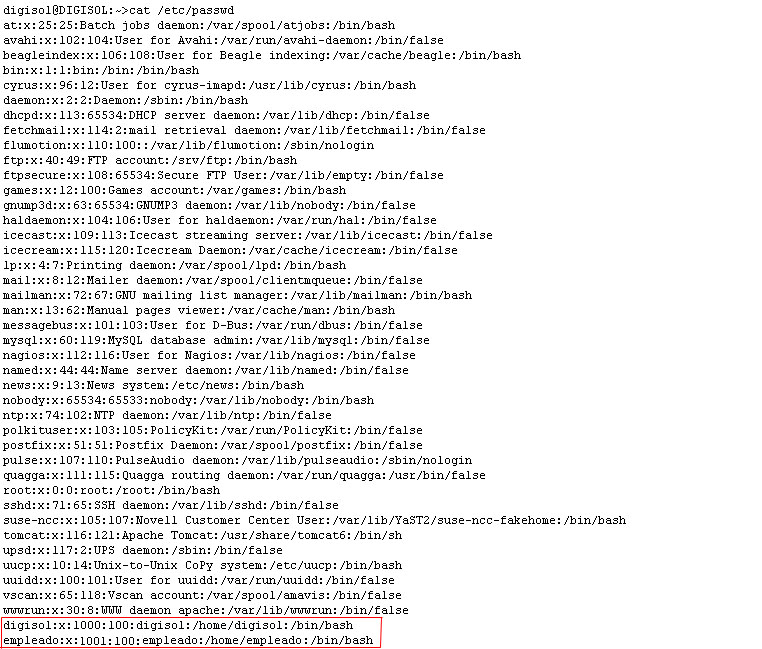 digisol@DIGISOL:~>cat /etc/passwd
at:x:25:25:Batch jobs daemon:/var/spool/atjobs:/bin/bash
avahi:x:102:104:User for Avahi:/var/run/avahi-daemon:/bin/false
beagleindex:x:106:108:User for Beagle indexing:/var/cache/beagle:/bin/bash
bin:x:1:1:bin:/bin:/bin/bash
cyrus:x:96:12:User for cyrus-imapd:/usr/lib/cyrus:/bin/bash
daemon:x:2:2:Daemon:/sbin:/bin/bash
dhcpd:x:113:65534:DHCP server daemon:/var/lib/dhcp:/bin/false
fetchmail:x:114:2:mail retrieval daemon:/var/lib/fetchmail:/bin/false
flumotion:x:110:100::/var/lib/flumotion:/sbin/nologin
ftp:x:40:49:FTP account:/srv/ftp:/bin/bash
ftpsecure:x:108:65534:Secure FTP User:/var/lib/empty:/bin/false
games:x:12:100:Games account:/var/games:/bin/bash
gnump3d:x:63:65534:GNUMP3 daemon:/var/lib/nobody:/bin/false
haldaemon:x:104:106:User for haldaemon:/var/run/hal:/bin/false
icecast:x:109:113:Icecast streaming server:/var/lib/icecast:/bin/false
icecream:x:115:120:Icecream Daemon:/var/cache/icecream:/bin/false
lp:x:4:7:Printing daemon:/var/spool/lpd:/bin/bash
mail:x:8:12:Mailer daemon:/var/spool/clientmqueue:/bin/false
mailman:x:72:67:GNU mailing list manager:/var/lib/mailman:/bin/bash
man:x:13:62:Manual pages viewer:/var/cache/man:/bin/bash
messagebus:x:101:103:User for D-Bus:/var/run/dbus:/bin/false
mysql:x:60:119:MySQL database admin:/var/lib/mysql:/bin/false
nagios:x:112:116:User for Nagios:/var/lib/nagios:/bin/false
named:x:44:44:Name server daemon:/var/lib/named:/bin/false
news:x:9:13:News system:/etc/news:/bin/bash
nobody:x:65534:65533:nobody:/var/lib/nobody:/bin/bash
ntp:x:74:102:NTP daemon:/var/lib/ntp:/bin/false
polkituser:x:103:105:PolicyKit:/var/run/PolicyKit:/bin/false
postfix:x:51:51:Postfix Daemon:/var/spool/postfix:/bin/false
pulse:x:107:110:PulseAudio daemon:/var/lib/pulseaudio:/sbin/nologin
quagga:x:111:115:Quagga routing daemon:/var/run/quagga:/usr/bin/false
root:x:0:0:root:/root:/bin/bash
sshd:x:71:65:SSH daemon:/var/lib/sshd:/bin/false
suse-ncc:x:105:107:Novell Customer Center User:/var/lib/YaST2/suse-ncc-fakehome:/bin/bash
tomcat:x:116:121:Apache Tomcat:/usr/share/tomcat6:/bin/sh
upsd:x:117:2:UPS daemon:/sbin:/bin/false
uucp:x:10:14:Unix-to-Unix CoPy system:/etc/uucp:/bin/bash
uuidd:x:100:101:User for uuidd:/var/run/uuidd:/bin/false
vscan:x:65:118:Vscan account:/var/spool/amavis:/bin/false
wwwrun:x:30:8:WWW daemon apache:/var/lib/wwwrun:/bin/false
digisol:x:1000:100:digisol:/home/digisol:/bin/bash
empleado:x:1001:100:empleado:/home/empleado:/bin/bash